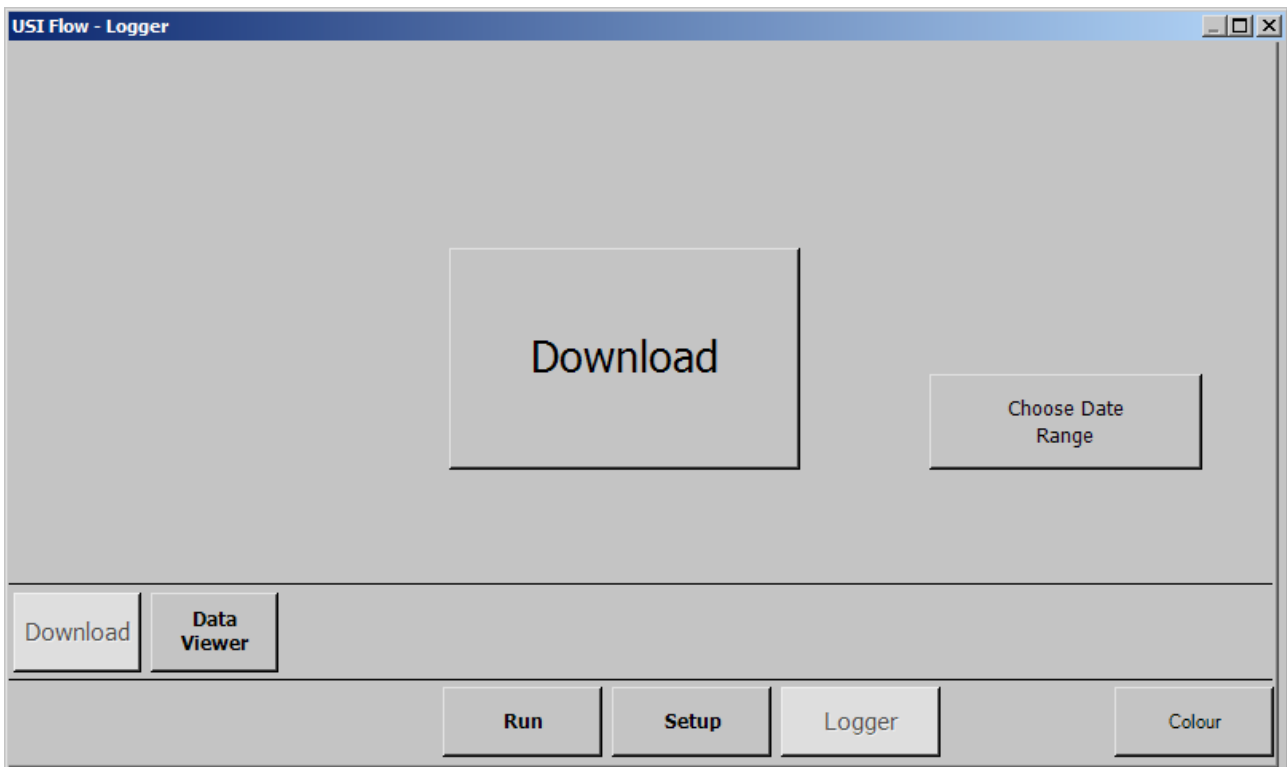 USI Flow - Logger
Download
Choose Date
Range
Download
Data
Viewer
Run
Setup
Logger
Colour